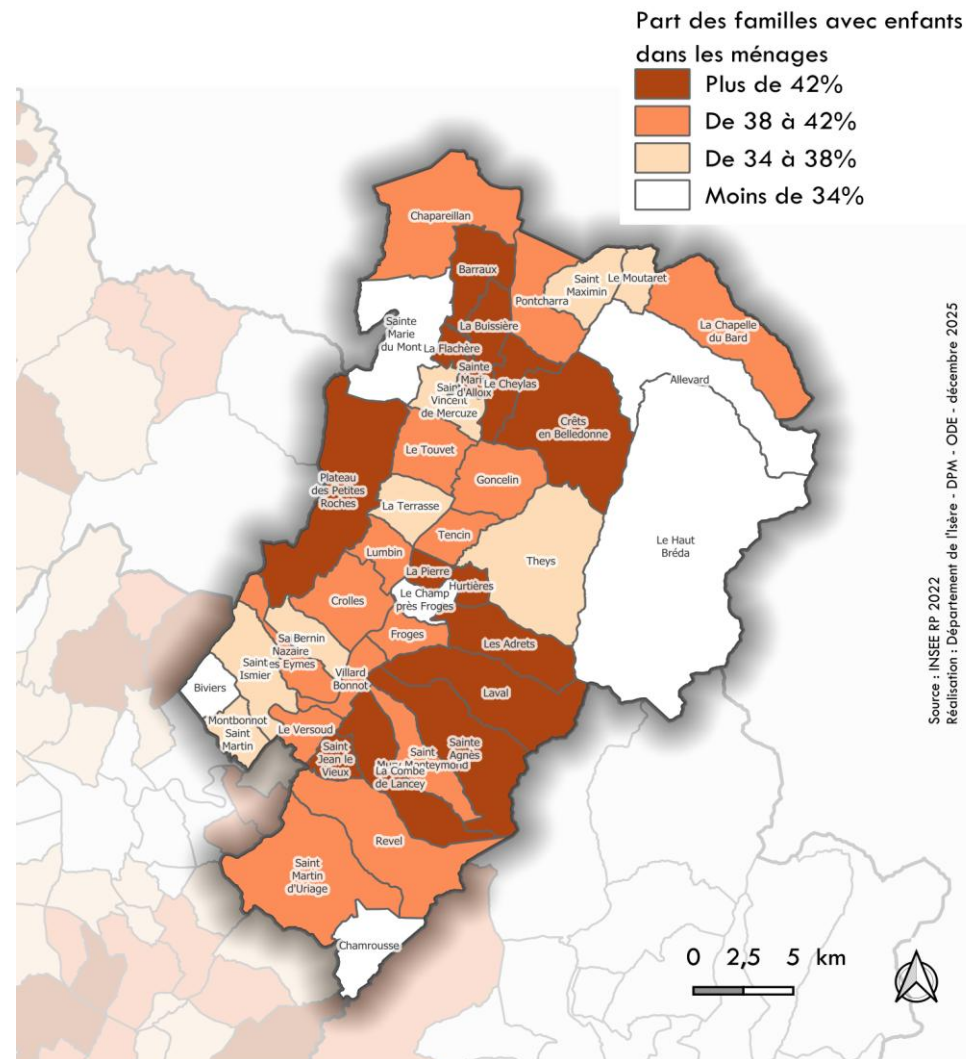 Part des familles avec enfants
dans les ménages
Plus de 42%
De 38 à 42%
De 34 à 38%
Moins de 34%
Chapareillan
Barraux
Saint
Maximin
Le Moutaret
Pontcharra
La Chapelle
du Bard
La Buissière
Sainte
Marie
du Mont
La Flachère
Allevard
Sainte
d'Alloix
Le Cheylas
Vincent
de Mercuze
Crêts
en Belledonne
Le Touvet
Goncelin
Plateau
des Petites
Roches
La Terrasse
Tencin
Le Haut
Bréda
Theys
Lumbin
La Pierre
Hurtières
Le Champ
près Froges
Crolles
Froges
Les Adrets
Bernin
Nazaire
es Eymes
Saint
Ismier
Villard
Bonnot
Laval
Biviers
Montbonnot
Saint
Martin
Le Versoud
Saint
Jean le
Vieux
Saint
Sainte
Agnès
La Combe
de Lancey
Revel
Saint
Martin
d'Uriage
Chamrousse
0 2,5 5 km
Source : INSEE RP 2022
Réalisation : Département de l'Isère - DPM - ODE - décembre 2025